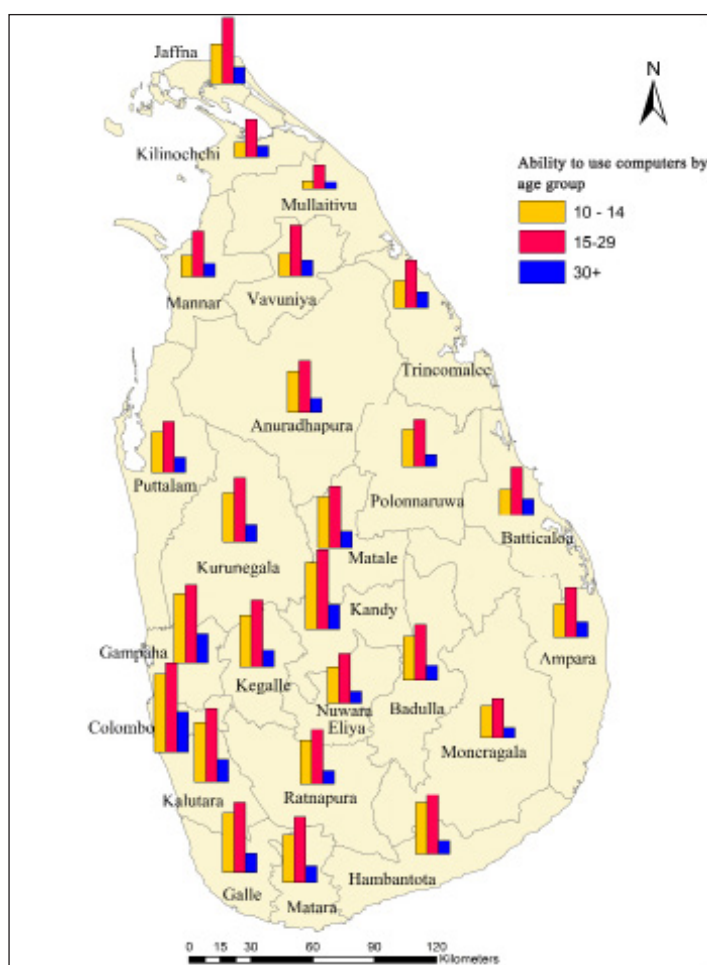 Jaffna
N
Kilinochchi
Ability to use computers by
age group
10 - 14
15-29
30+
Mullaitivu
Mannar
Vavuniya
Trincomalee
Anuradhapura
Puttalam
Polonnaruwa
Batticaloa
Kurunegala
Matale
Kandy
Gampaha
Kegalle
Ampara
Nuwara
Eliya
Badulla
Colombo
Moneragala
Kalutara
Ratnapura
Galle
Matara
Hambantota
0 15 30 60 90 120
Kilometers